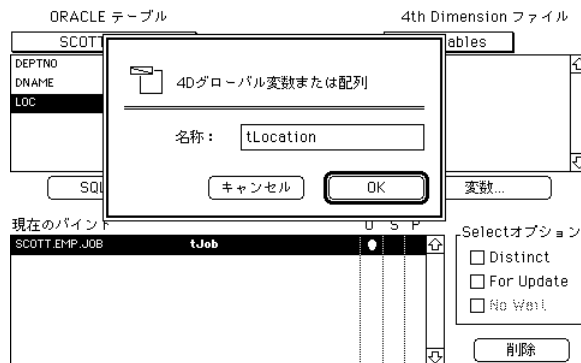 ORACLE テーブル 4th Dimension ファイル
SCOTT ables
DEPTNO
DNAME
LOC
4Dグローバル変数または配列
名称： tLocation
キャンセル OK
SQL 変数...
現在のバインド U S P
SCOTT.EMP.JOB tJob
Selectオプション
Distinct
For Update
No Wait
削除